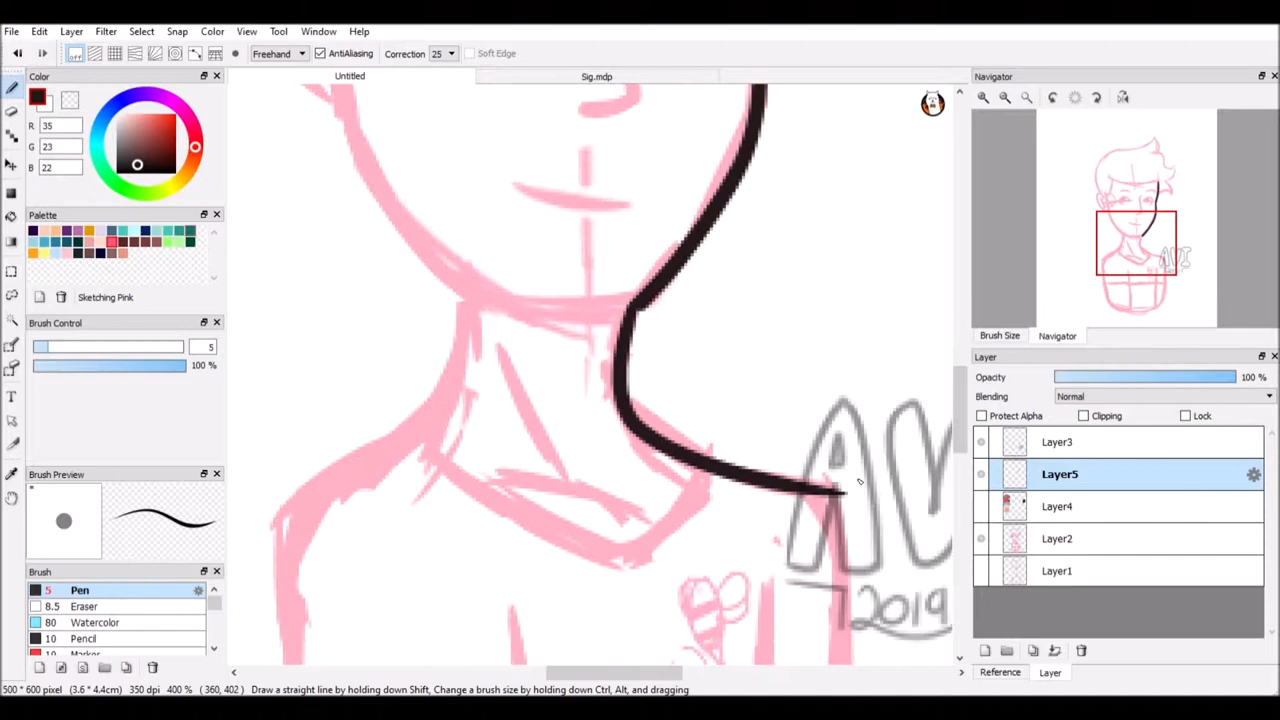 File Edit Layer Filter Select Snap Color View Tool Window Help
off Freehand AntiAliasing Correction 25 Soft Edge
Color
Untitled
Sig.mdp
Navigator
R 35
G 23
B 22
Palette
Sketching Pink
Brush Control
5
100 %
Brush Preview
Brush
5 Pen
8.5 Eraser
80 Watercolor
10 Pencil
10 Marker
2019
Brush Size Navigator
Layer
Opacity 100 %
Blending Normal
Protect Alpha Clipping Lock
Layer3
Layer5
Layer4
Layer2
Layer1
Reference Layer
AVI
500 * 600 pixel (3.6 * 4.4cm) 350 dpi 400 % ( 360, 402 ) Draw a straight line by holding down Shift, Change a brush size by holding down Ctrl, Alt, and dragging